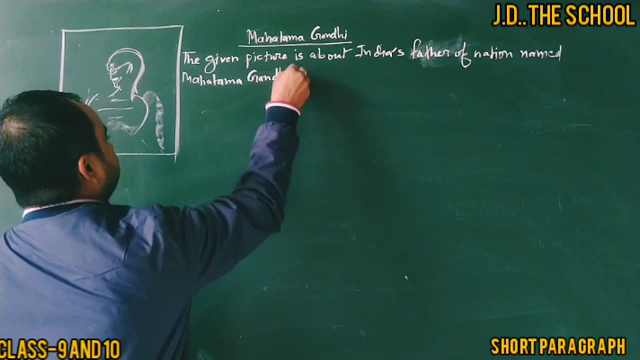 J.D..THE SCHOOL
Mahatama Gandhi
The given picture is about India's father of nation named
Mahatama Gandh
CLASS-9 AND 10
SHORT PARAGRAPH